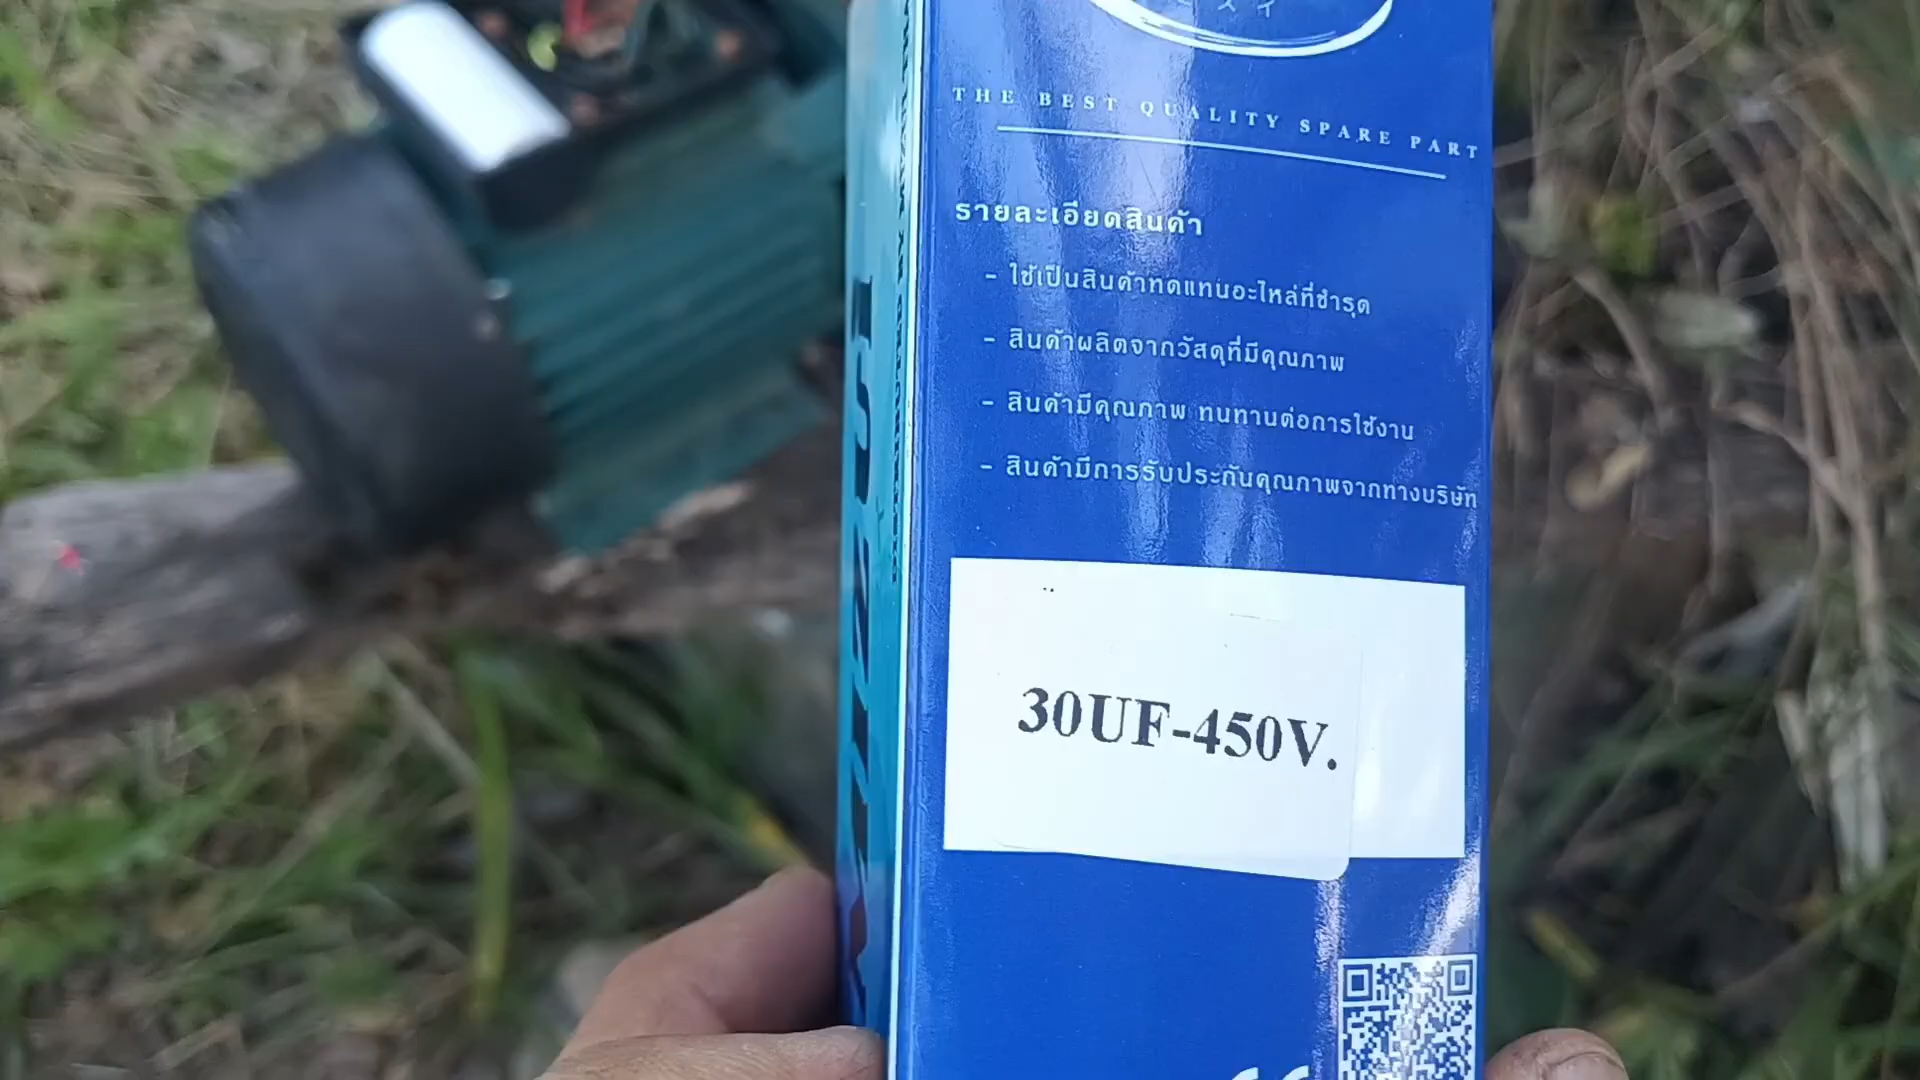 THE BEST QUALITY SPARE PART
รายละเอียดสินค้า
- ใช้เป็นสินค้าทดแทนอะไหล่ที่ชำรุด
- สินค้าผลิตจากวัสดุที่มีคุณภาพ
- สินค้ามีคุณภาพ ทนทานต่อการใช้งาน
- สินค้ามีการรับประกันคุณภาพจากทางบริษัท
30UF-450V.